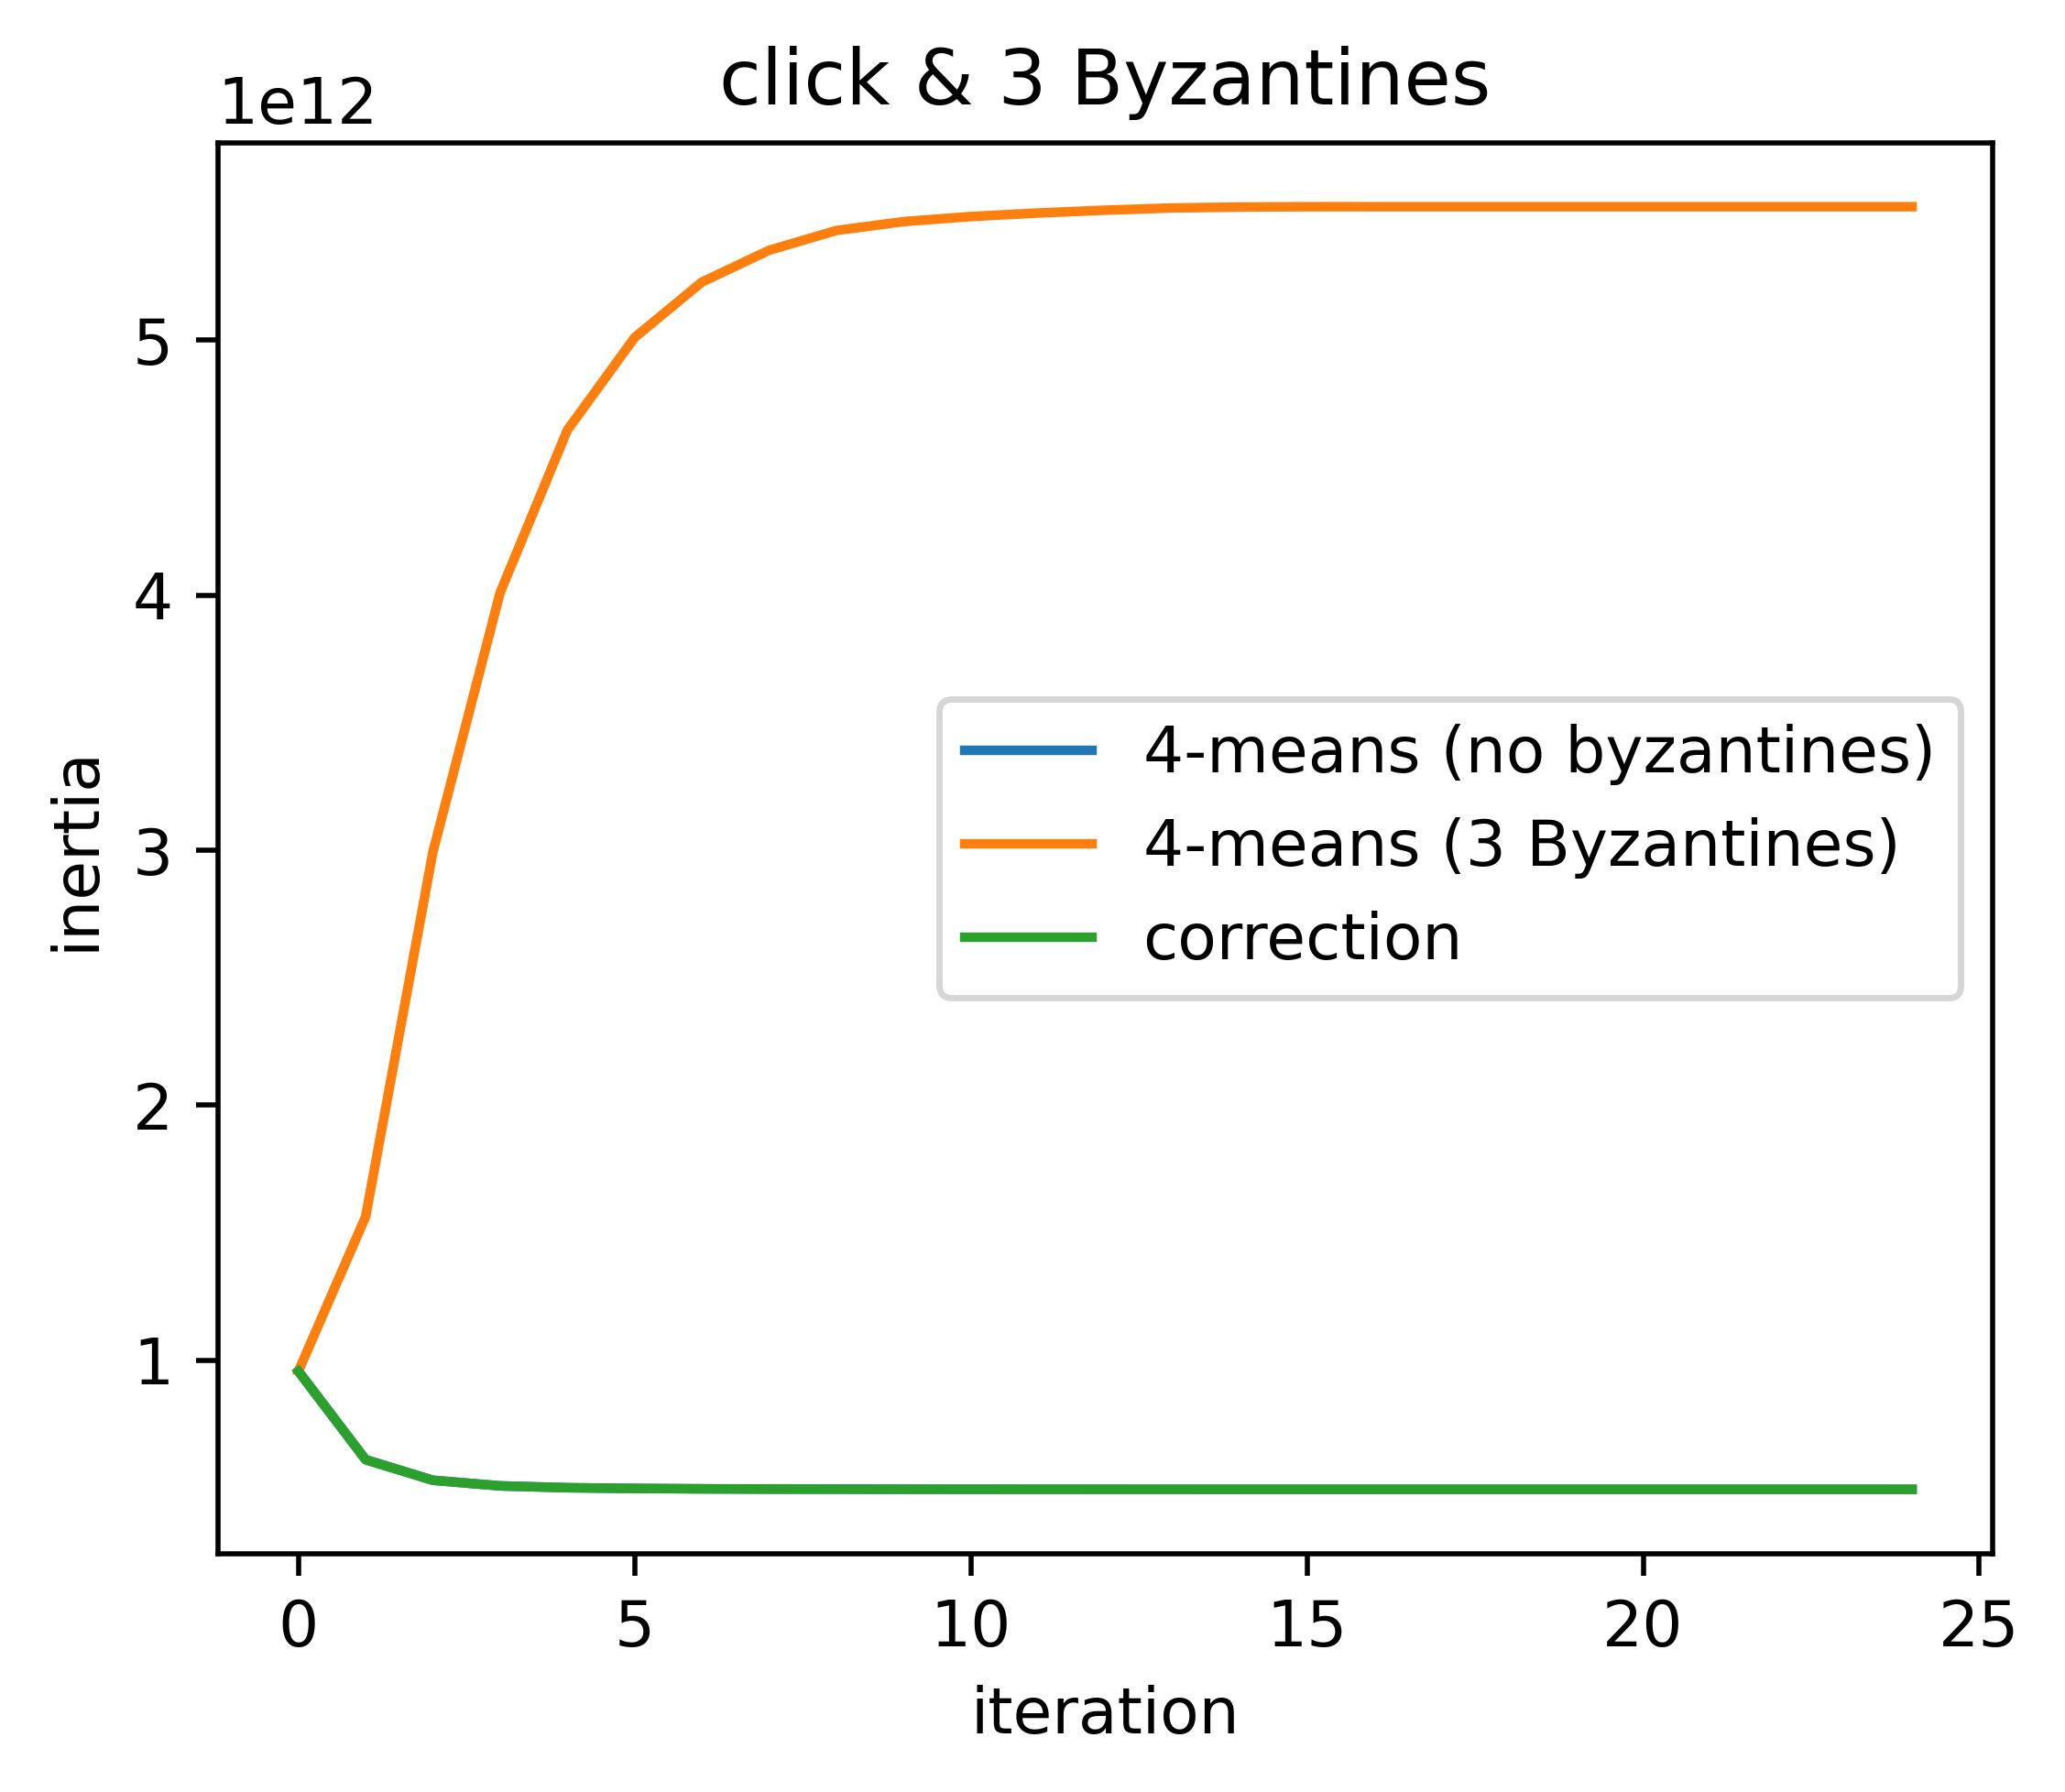 click & 3 Byzantines
1e12
5
4
3
2
1
inertia
4-means (no byzantines)
4-means (3 Byzantines)
correction
0 5 10 15 20 25
iteration